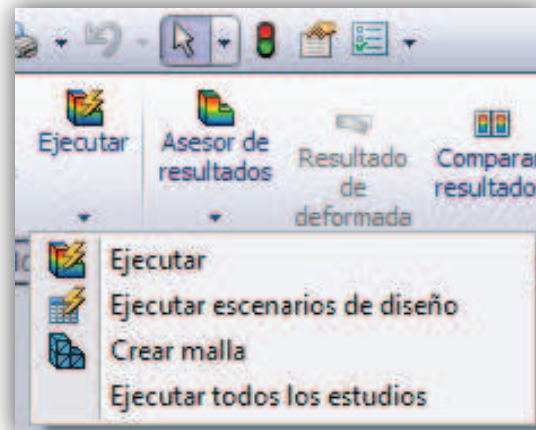 Ejecutar
Asesor de
resultados
Resultado
de
deformada
Comparar
resultado
Ejecutar
Ejecutar escenarios de diseño
Crear malla
Ejecutar todos los estudios